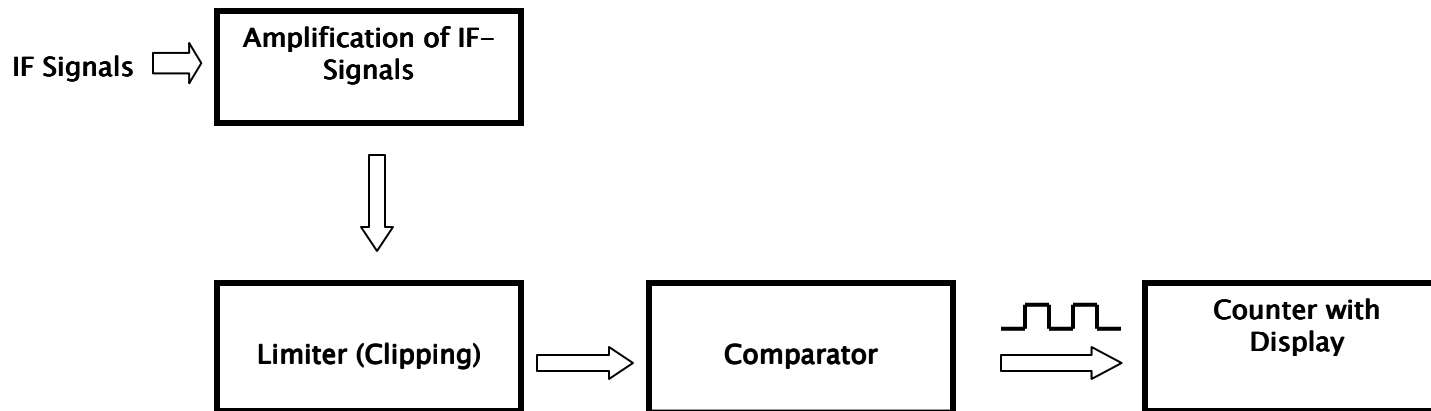 IF Signals
Amplification of IF-
Signals
Limiter (Clipping)
Comparator
Counter with
Display